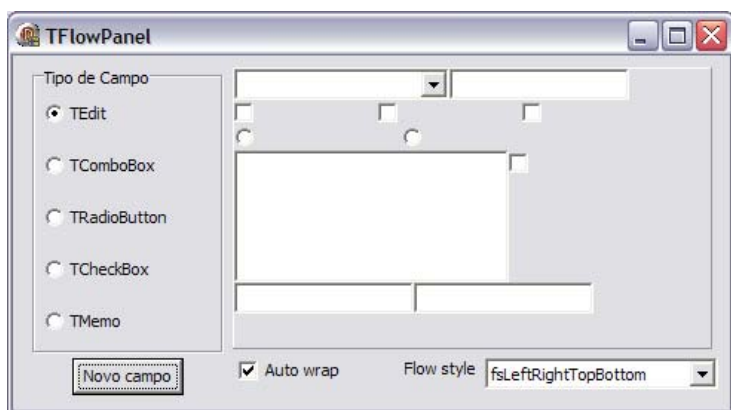 TFlowPanel
Tipo de Campo
TEdit
TComboBox
TRadioButton
TCheckBox
TMemo
Novo campo
Auto wrap
Flow style
fsLeftRightTopBottom